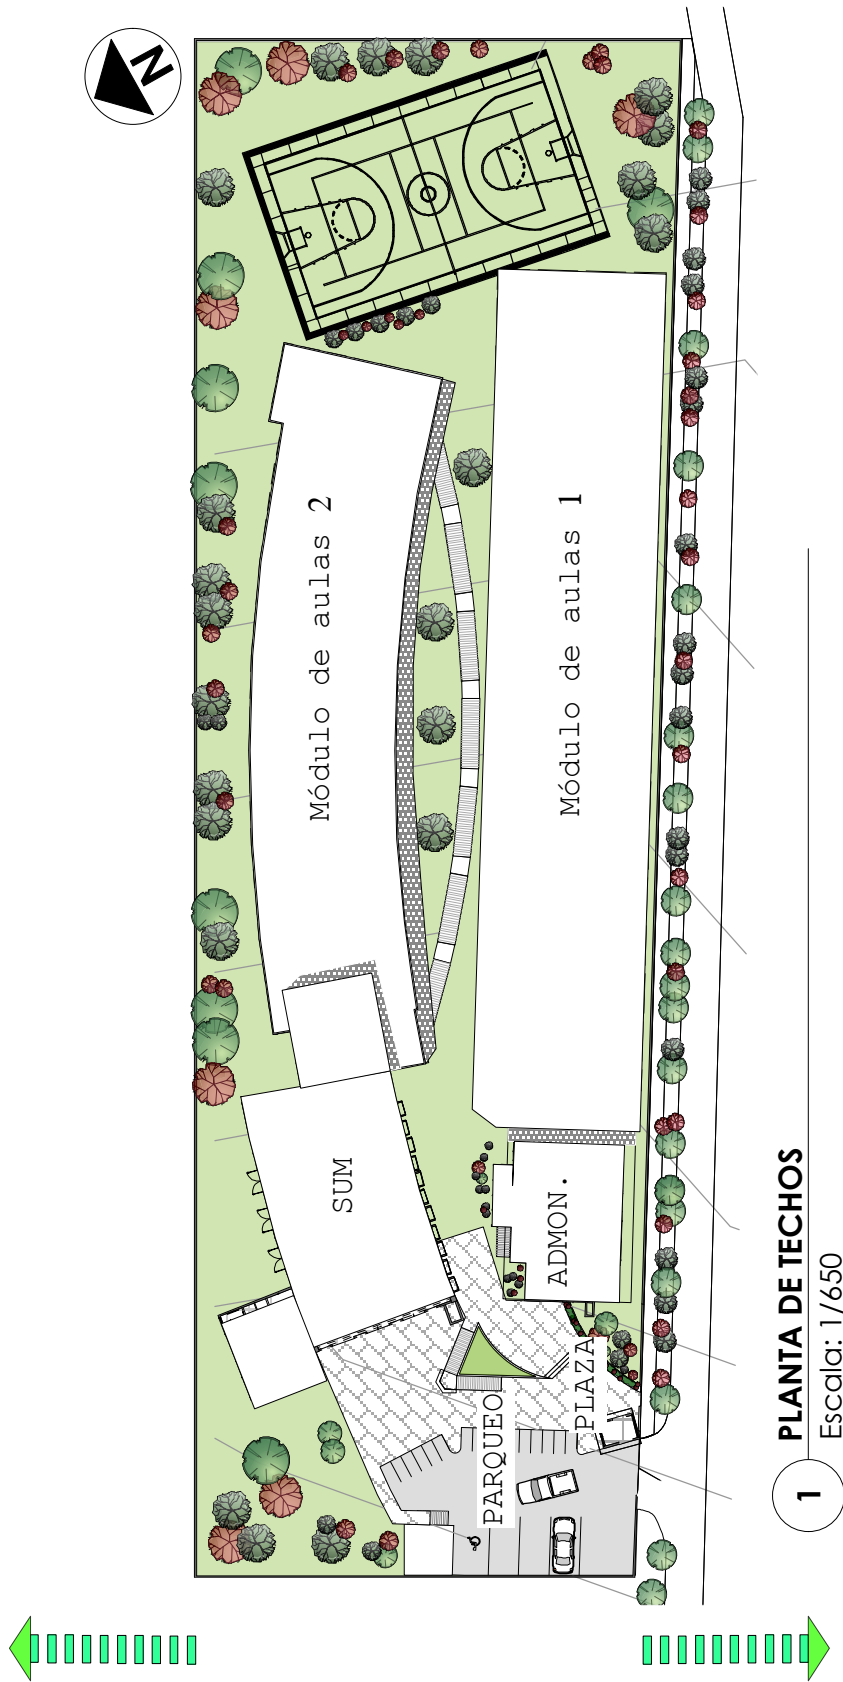 N
Módulo de aulas 2
Módulo de aulas 1
SUM
ADMON.
PLAZA
PARQUEO
1
PLANTA DE TECHOS
Escala: 1/650